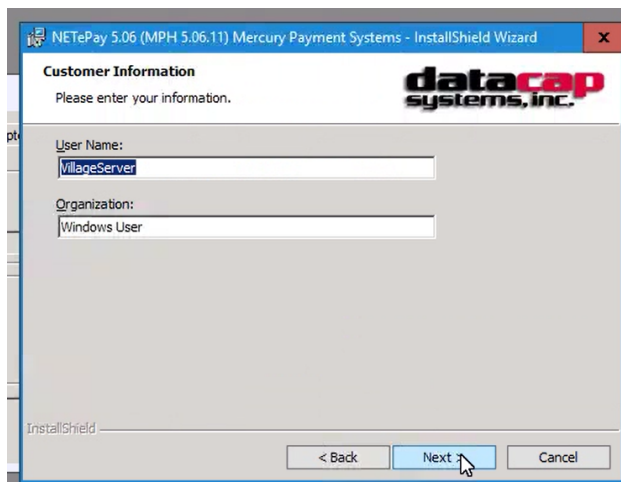 NETePay 5.06 (MPH 5.06.11) Mercury Payment Systems - InstallShield Wizard
x
Customer Information
Please enter your information.
datacap
systems, inc.
User Name:
VillageServer
Organization:
Windows User
InstallShield
< Back
Next >
Cancel